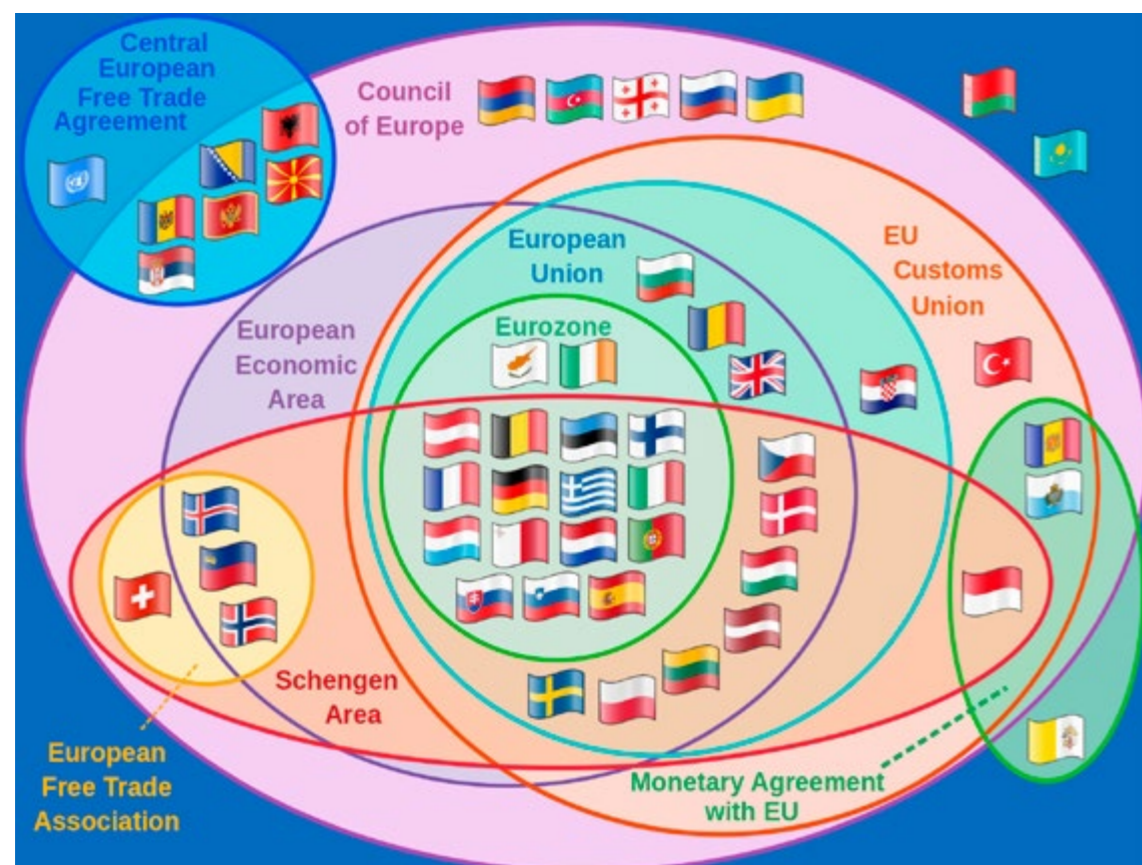 Central
European
Free Trade
Agreement
Council
of Europe
European
Union
EU
Customs
Union
Eurozone
European
Economic
Area
Schengen
Area
European
Free Trade
Association
Monetary Agreement
with EU